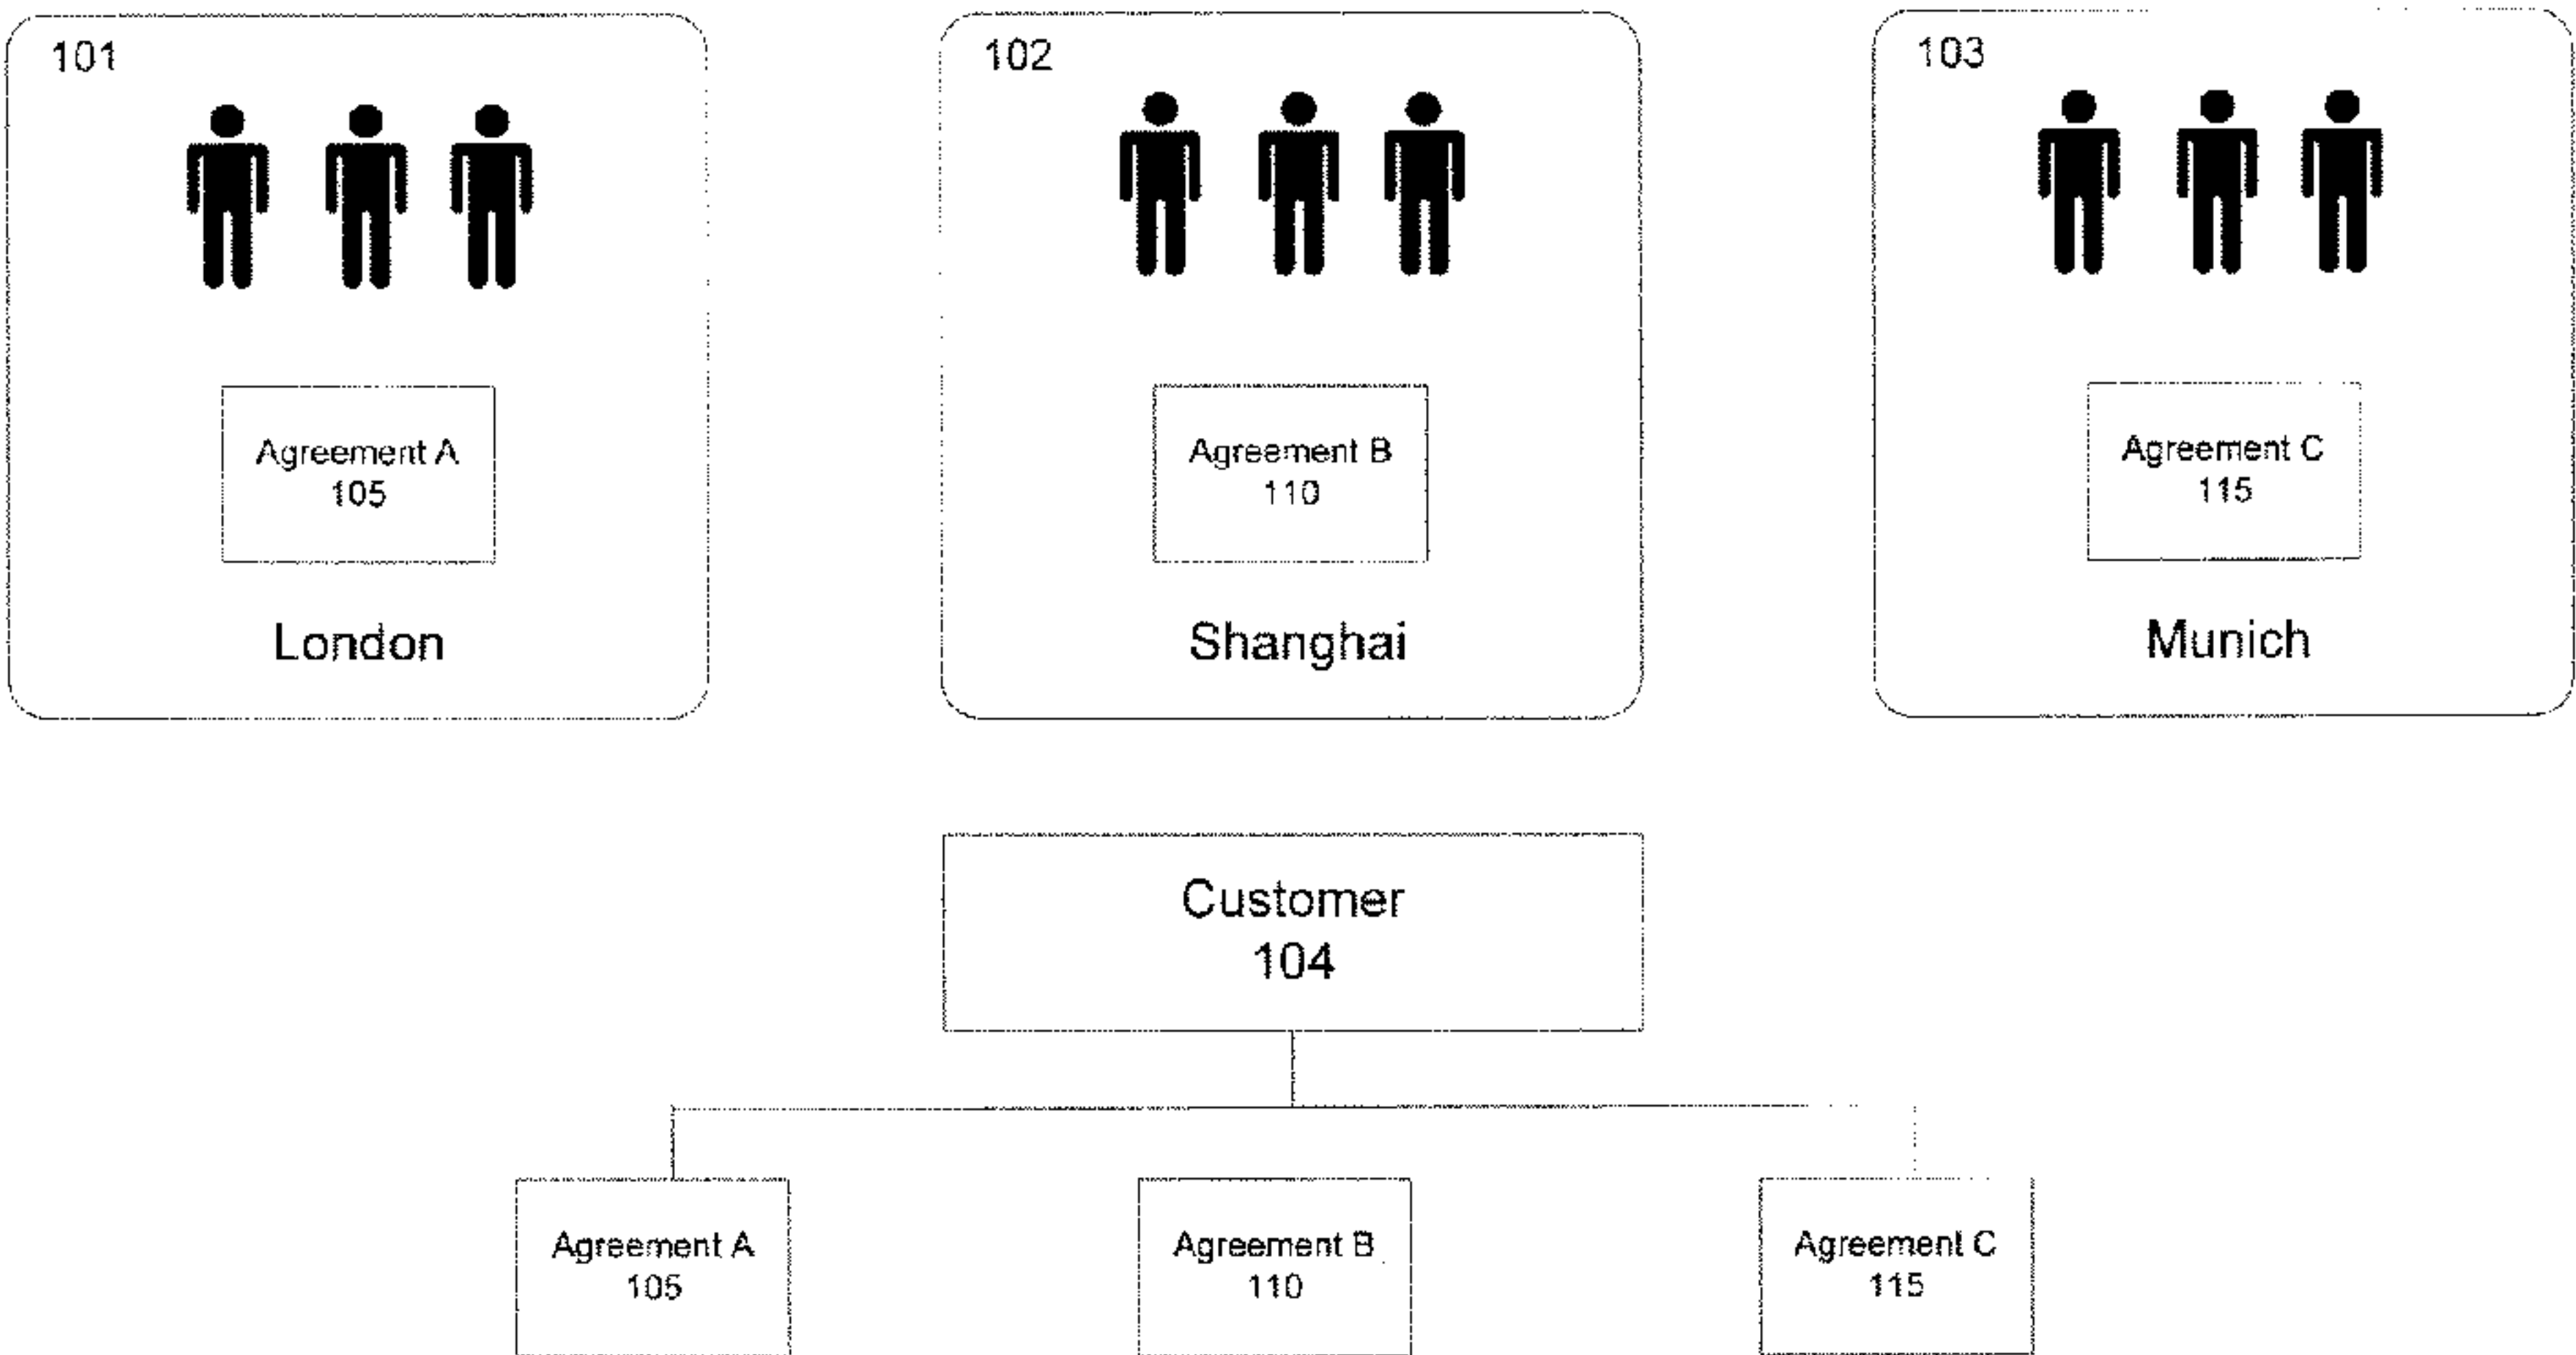 101
102
103
Agreement A
105
Agreement B
110
Agreement C
115
London
Shanghai
Munich
Customer
104
Agreement A
105
Agreement B
110
Agreement C
115